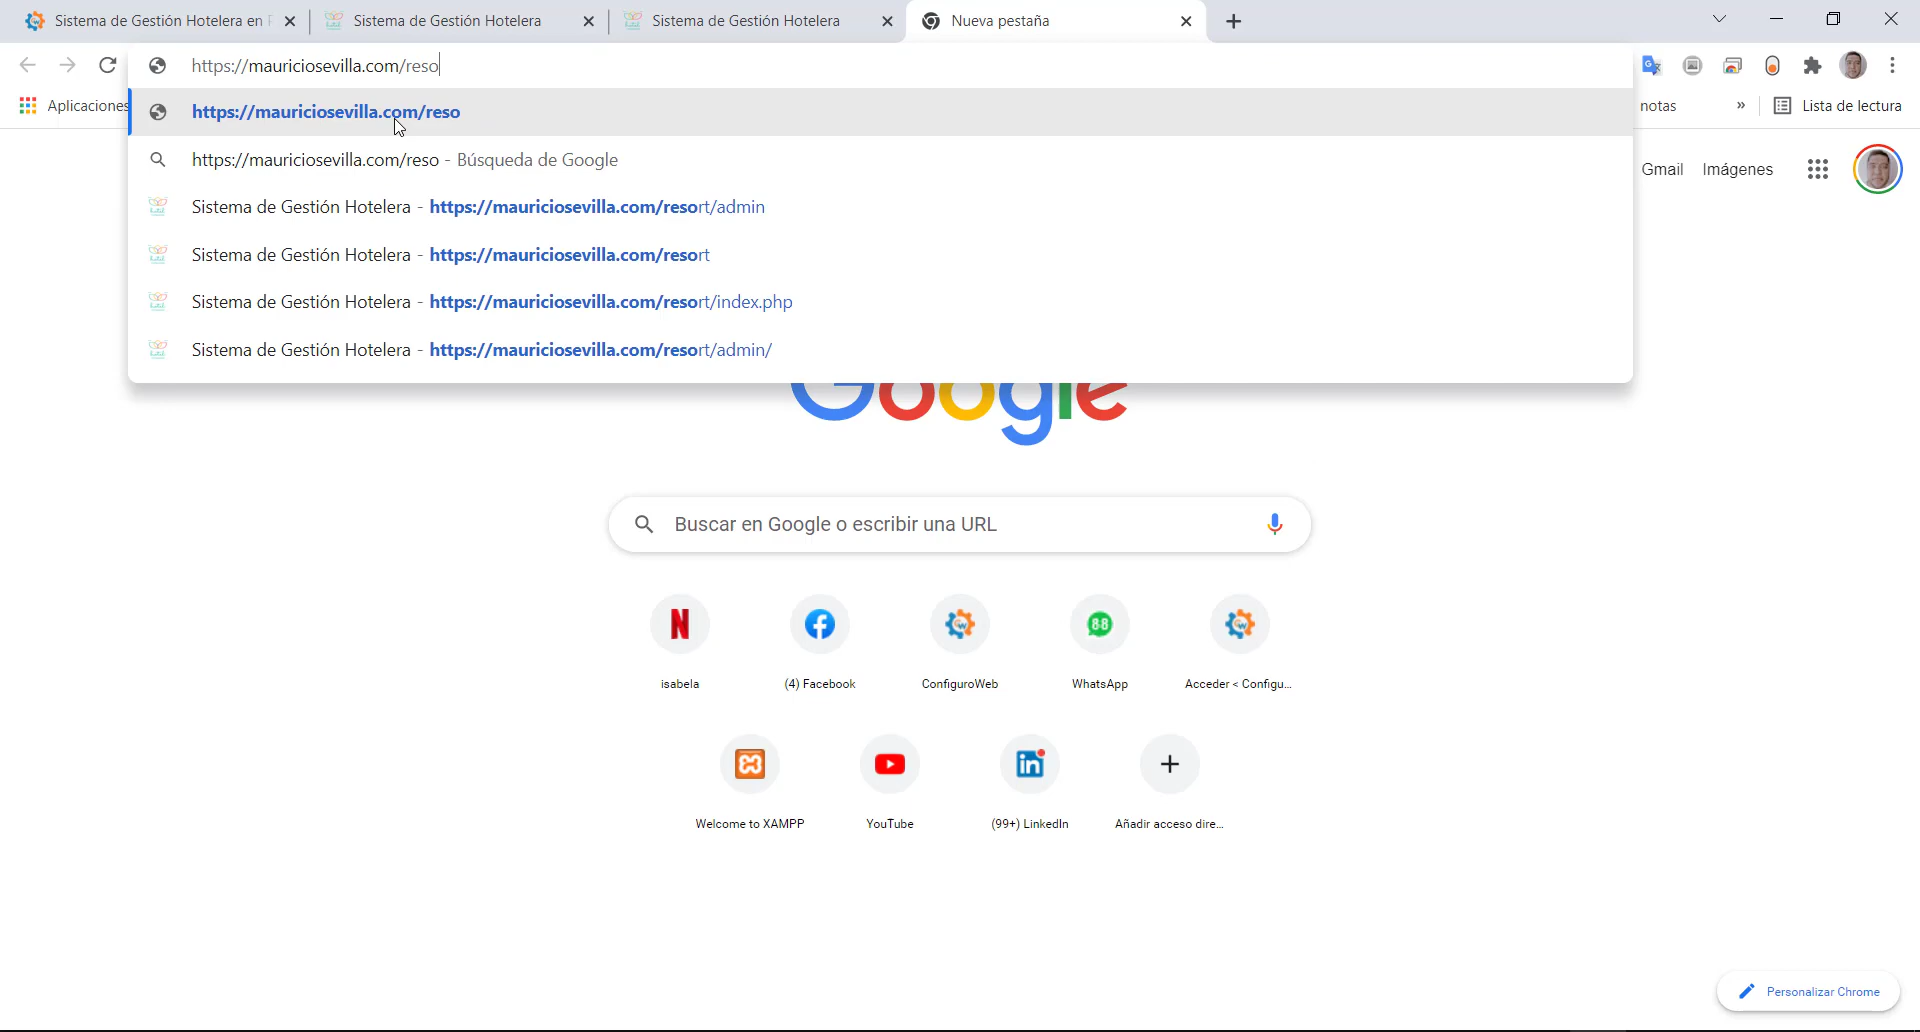 Sistema de Gestión Hotelera en
Sistema de Gestión Hotelera
Sistema de Gestión Hotelera
Nueva pestaña
https://mauriciosevilla.com/reso
Aplicaciones
notas
»
Lista de lectura
https://mauriciosevilla.com/reso
https://mauriciosevilla.com/reso - Búsqueda de Google
Sistema de Gestión Hotelera - https://mauriciosevilla.com/resort/admin
Sistema de Gestión Hotelera - https://mauriciosevilla.com/resort
Sistema de Gestión Hotelera - https://mauriciosevilla.com/resort/index.php
Sistema de Gestión Hotelera - https://mauriciosevilla.com/resort/admin/
Gmail
Imágenes
Google
Buscar en Google o escribir una URL
isabela
(4) Facebook
ConfiguroWeb
WhatsApp
Acceder < Configu...
Welcome to XAMPP
YouTube
(99+) LinkedIn
Añadir acceso dire...
Personalizar Chrome